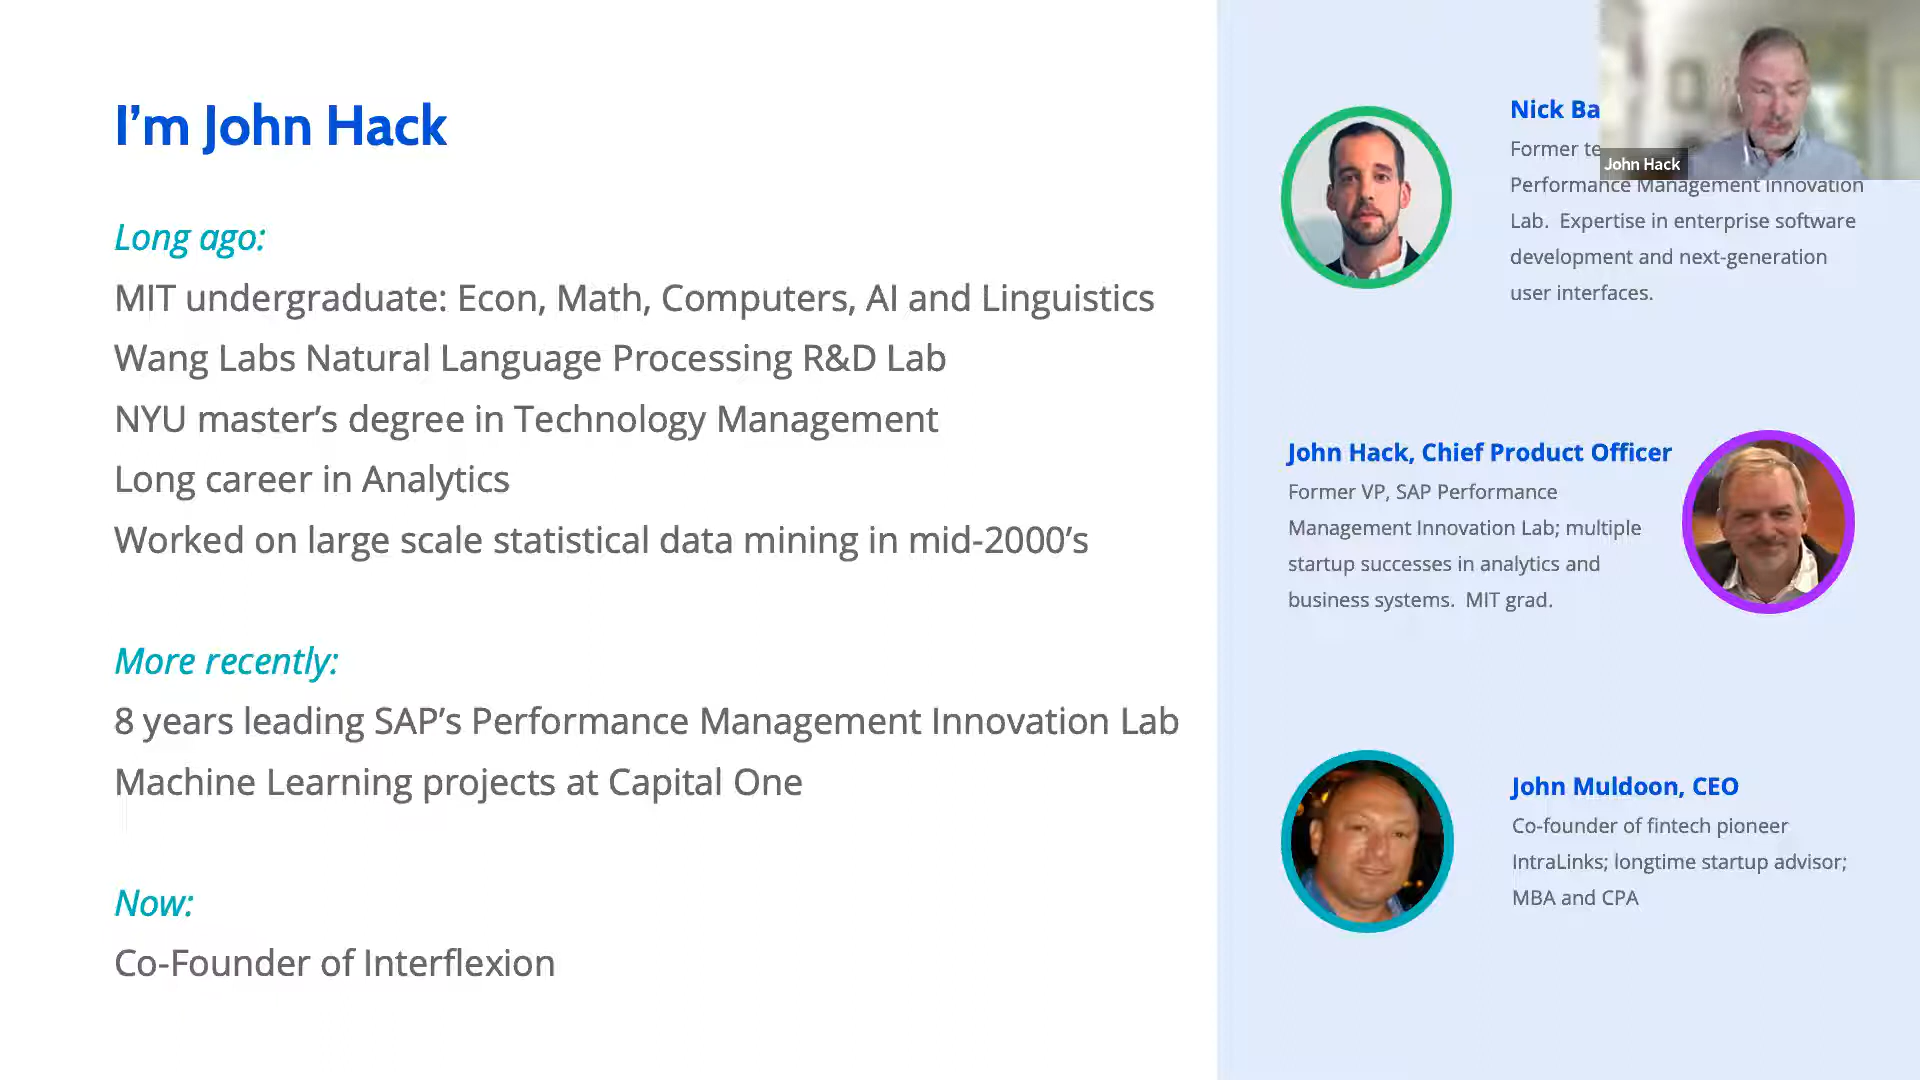 I’m John Hack
Long ago:
MIT undergraduate: Econ, Math, Computers, AI and Linguistics
Wang Labs Natural Language Processing R&D Lab
NYU master’s degree in Technology Management
Long career in Analytics
Worked on large scale statistical data mining in mid-2000’s
More recently:
8 years leading SAP’s Performance Management Innovation Lab
Machine Learning projects at Capital One
Now:
Co-Founder of Interflexion
Nick
Former
John Hack
Performance Management Innovation
Lab. Expertise in enterprise software
development and next-generation
user interfaces.
John Hack, Chief Product Officer
Former VP, SAP Performance
Management Innovation Lab; multiple
startup successes in analytics and
business systems. MIT grad.
John Muldoon, CEO
Co-founder of fintech pioneer
IntraLinks; longtime startup advisor;
MBA and CPA